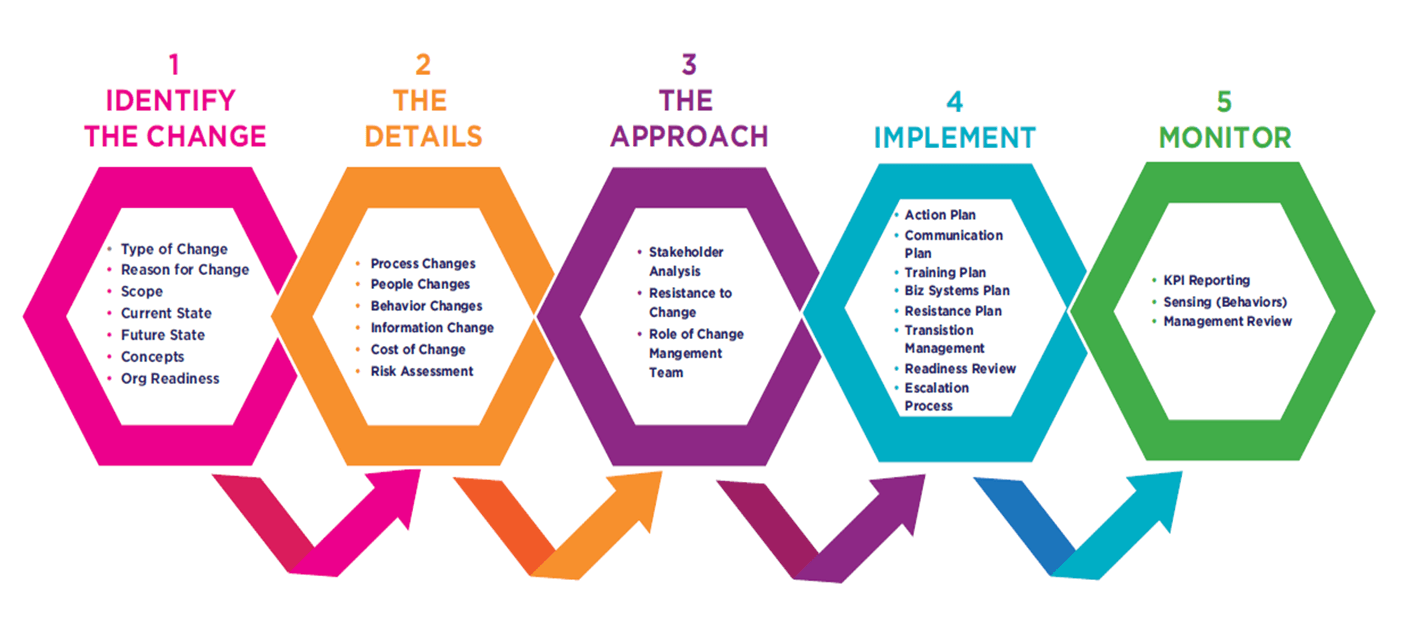 1
IDENTIFY
THE CHANGE
• Type of Change
• Reason for Change
• Scope
• Current State
• Future State
• Concepts
• Org Readiness
2
THE
DETAILS
• Process Changes
• People Changes
• Behavior Changes
• Information Change
• Cost of Change
• Risk Assessment
3
THE
APPROACH
• Stakeholder
Analysis
• Resistance to
Change
• Role of Change
Mangement
Team
4
IMPLEMENT
• Action Plan
• Communication
Plan
• Training Plan
• Biz Systems Plan
• Resistance Plan
• Transistion
Management
• Readiness Review
• Escalation
Process
5
MONITOR
• KPI Reporting
• Sensing (Behaviors)
• Management Review